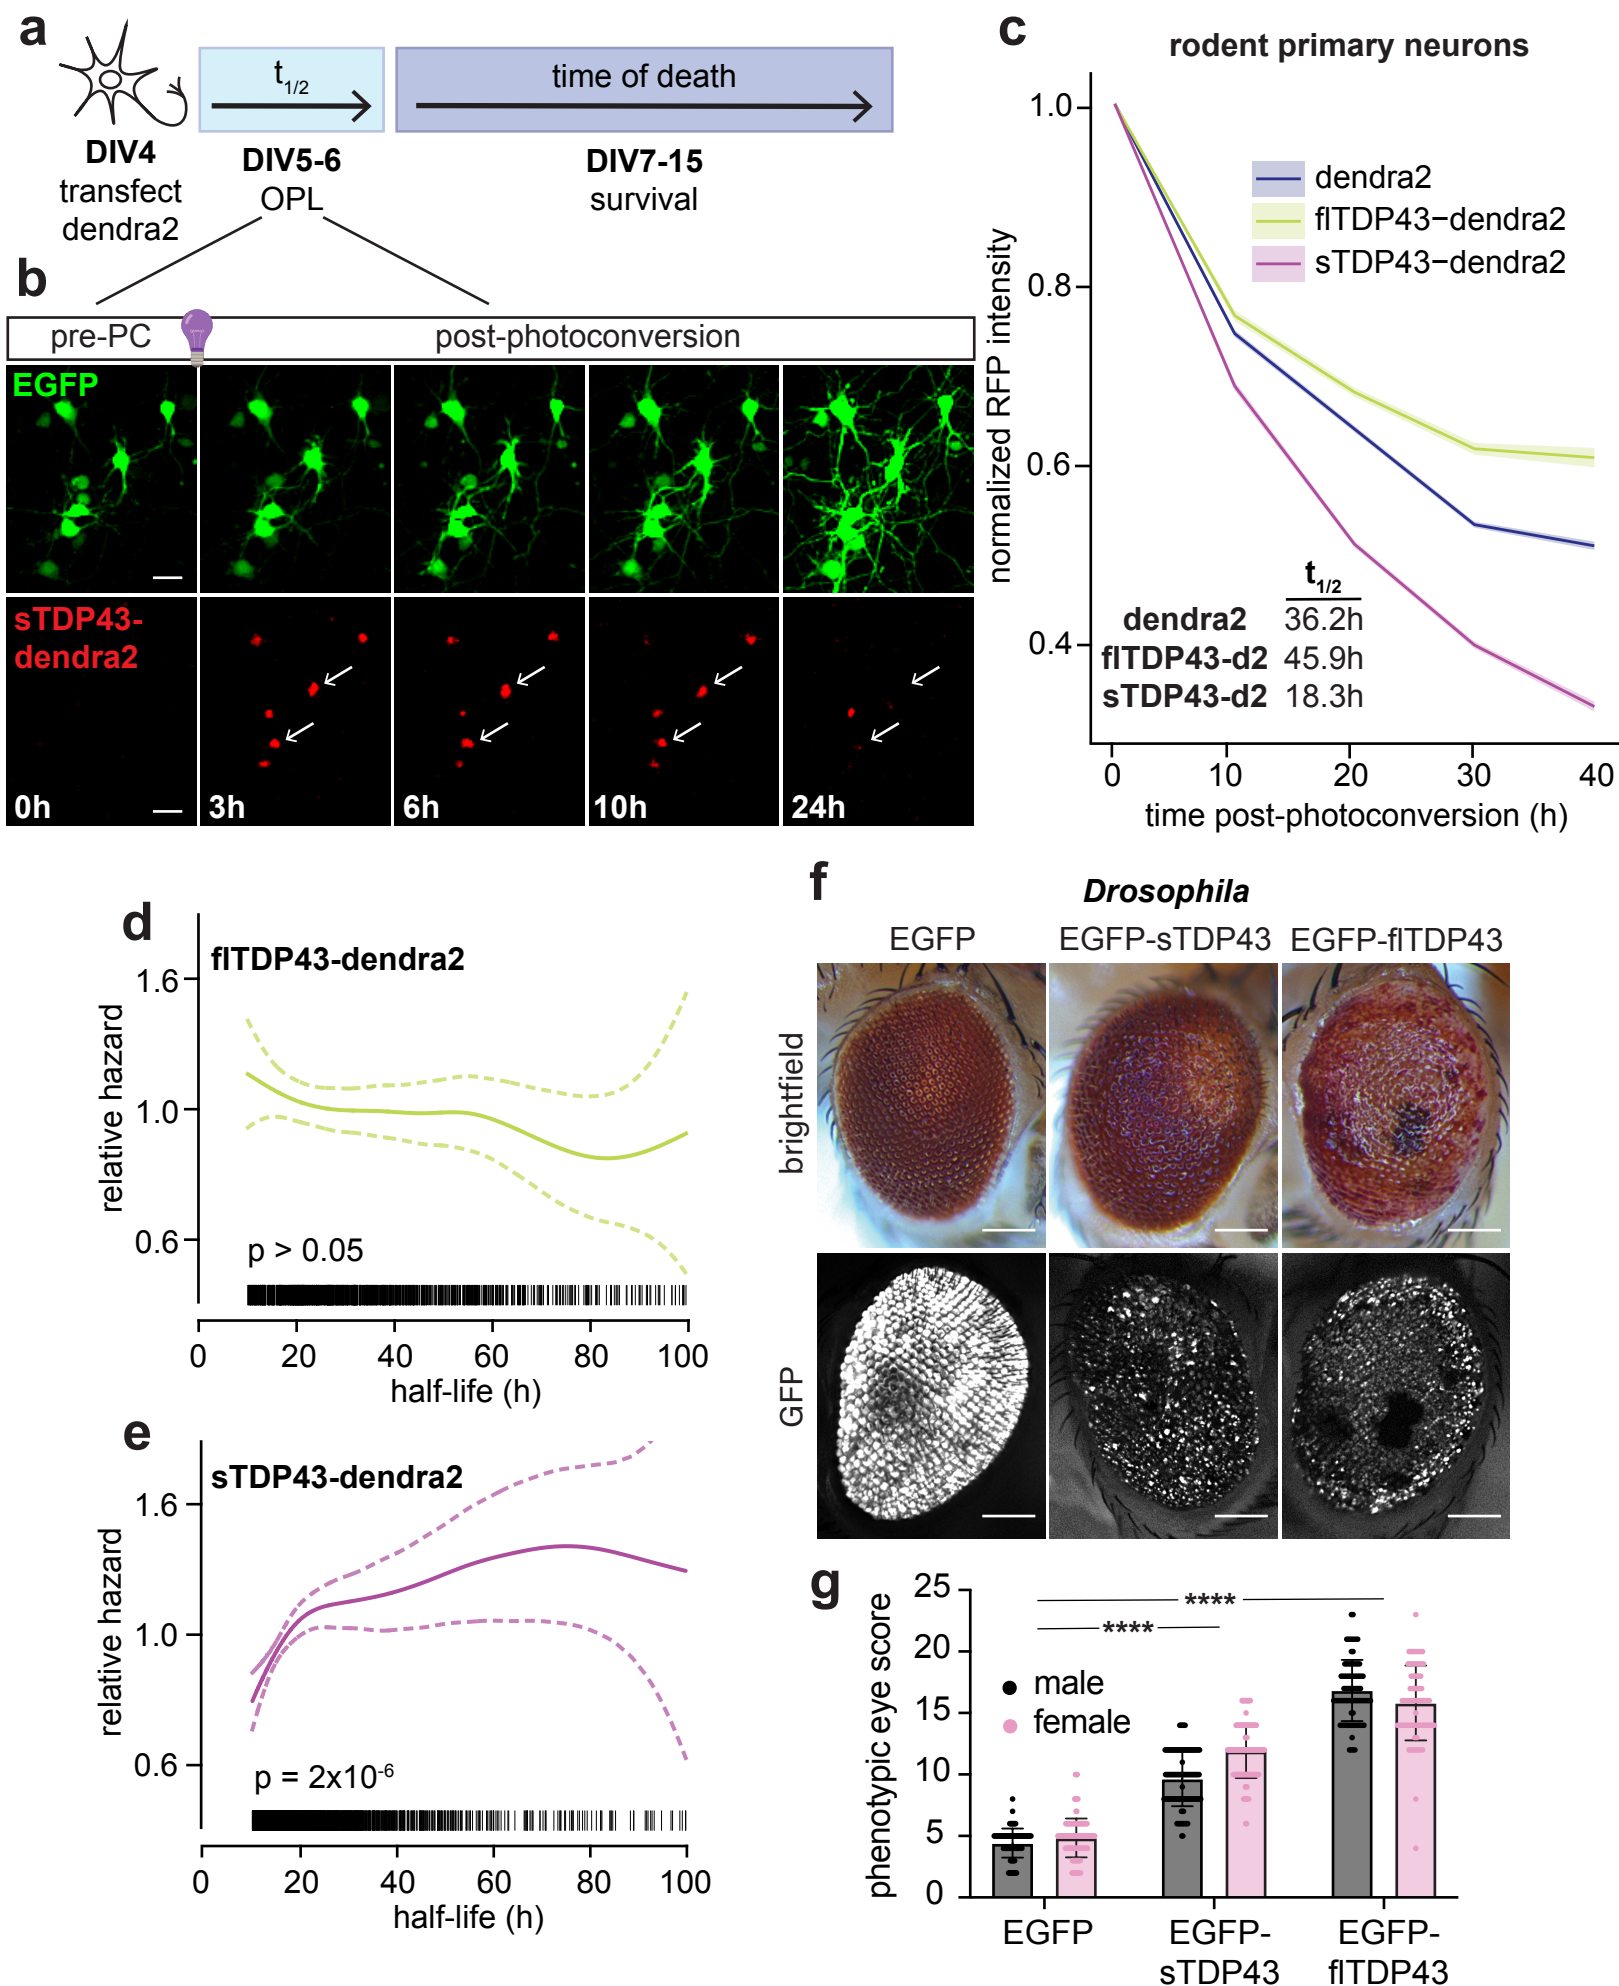 a
t1/2
time of death
DIV4
transfect
dendra2
DIV5-6
OPL
DIV7-15
survival
b
pre-PC
post-photoconversion
EGFP
sTDP43-
dendra2
0h
3h
6h
10h
24h
c
rodent primary neurons
normalized RFP intensity
1.0
0.8
0.6
0.4
dendra2
flTDP43−dendra2
sTDP43−dendra2
t1/2
dendra2 36.2h
flTDP43-d2 45.9h
sTDP43-d2 18.3h
0 10 20 30 40
time post-photoconversion (h)
d
flTDP43-dendra2
relative hazard
1.6
1.0
0.6
p > 0.05
0 20 40 60 80 100
half-life (h)
e
sTDP43-dendra2
relative hazard
1.6
1.0
0.6
p = 2x10-6
0 20 40 60 80 100
half-life (h)
f
Drosophila
EGFP EGFP-sTDP43 EGFP-flTDP43
brightfield
GFP
g
phenotypic eye score
25
20
15
10
5
0
****
****
male
female
EGFP
EGFP-
sTDP43
EGFP-
flTDP43